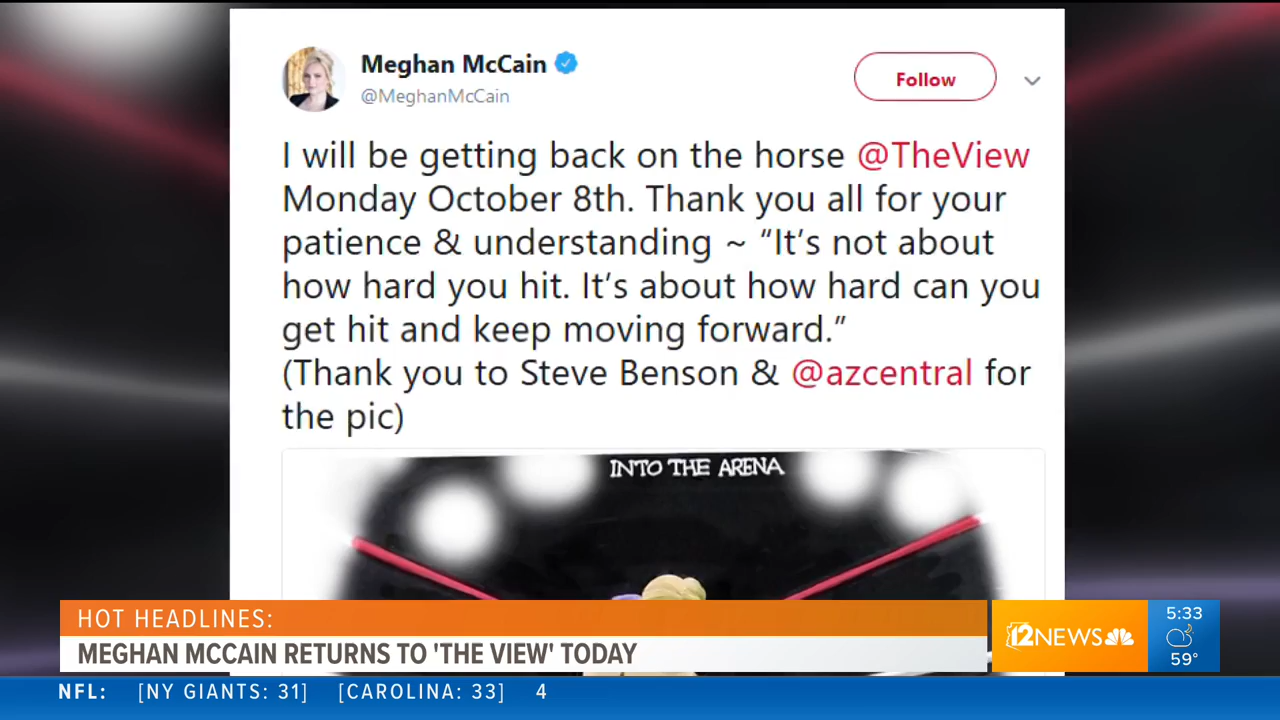 Meghan McCain
@MeghanMcCain
Follow
I will be getting back on the horse @TheView
Monday October 8th. Thank you all for your
patience & understanding ~ “It’s not about
how hard you hit. It’s about how hard can you
get hit and keep moving forward.”
(Thank you to Steve Benson & @azcentral for
the pic)
INTO THE ARENA
HOT HEADLINES:
MEGHAN MCCAIN RETURNS TO 'THE VIEW' TODAY
12NEWS
5:33
59°
NFL: [NY GIANTS: 31] [CAROLINA: 33] 4